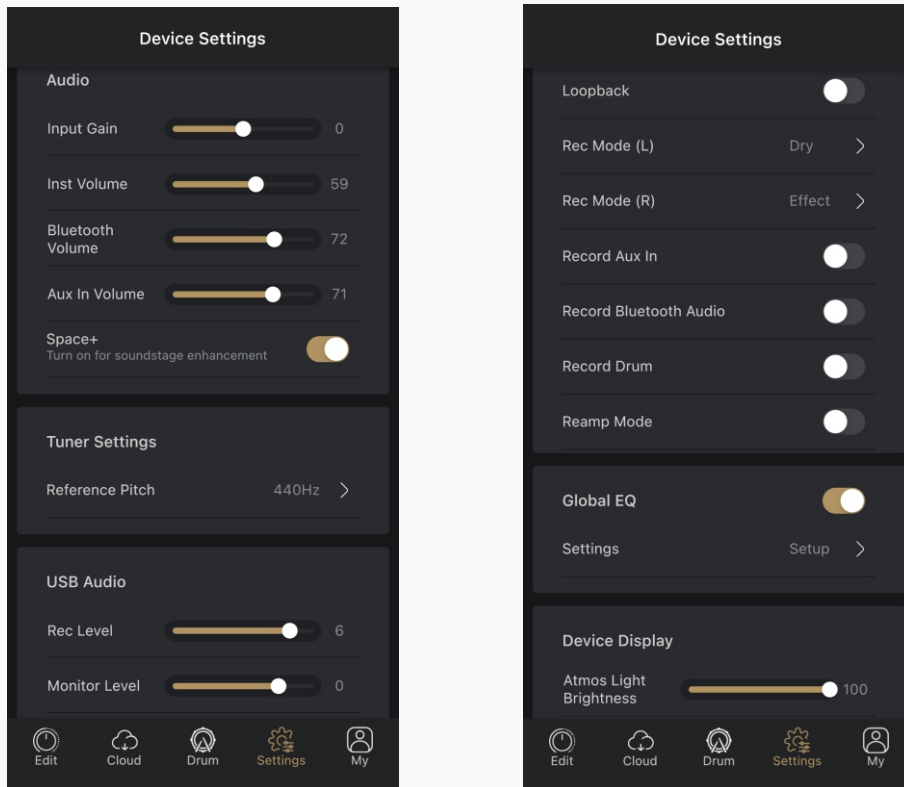 Device Settings
Audio
Input Gain 0
Inst Volume 59
Bluetooth
Volume 72
Aux In Volume 71
Space+
Turn on for soundstage enhancement
Tuner Settings
Reference Pitch 440Hz
USB Audio
Rec Level 6
Monitor Level 0
Edit Cloud Drum Settings My
Device Settings
Loopback
Rec Mode (L) Dry
Rec Mode (R) Effect
Record Aux In
Record Bluetooth Audio
Record Drum
Reamp Mode
Global EQ
Settings Setup
Device Display
Atmos Light
Brightness 100
Edit Cloud Drum Settings My